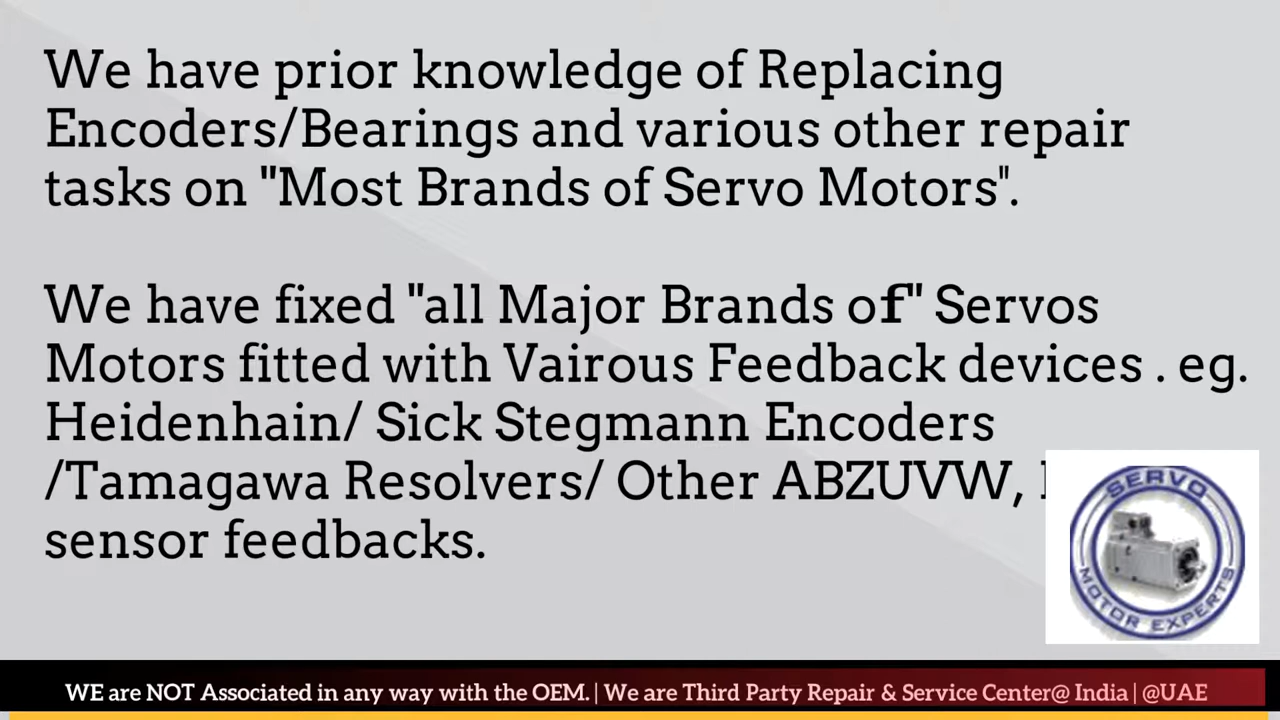 We have prior knowledge of Replacing
Encoders/Bearings and various other repair
tasks on "Most Brands of Servo Motors".
We have fixed "all Major Brands of" Servos
Motors fitted with Vairous Feedback devices . eg.
Heidenhain/ Sick Stegmann Encoders
/Tamagawa Resolvers/ Other ABZUVW,
sensor feedbacks.
SERVO
MOTOR EXPERTS
WE are NOT Associated in any way with the OEM. | We are Third Party Repair & Service Center@ India | @UAE